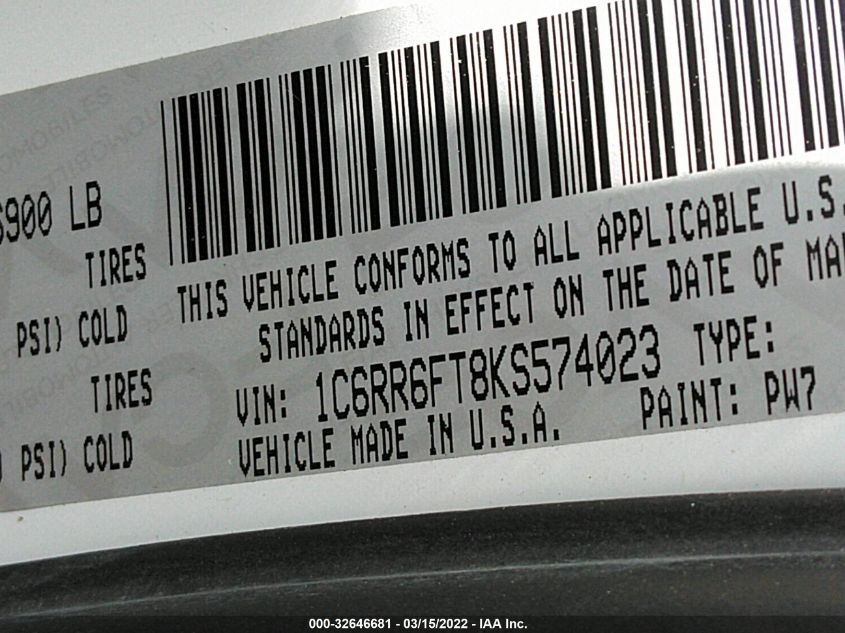 900 LB
TIRES
PSI) COLD
TIRES
PSI) COLD
THIS VEHICLE CONFORMS TO ALL APPLICABLE U.S.
STANDARDS IN EFFECT ON THE DATE OF MA
VIN: 1C6RR6FT8KS574023 TYPE:
VEHICLE MADE IN U.S.A. PAINT: PW7
000-32646681 - 03/15/2022 - IAA Inc.